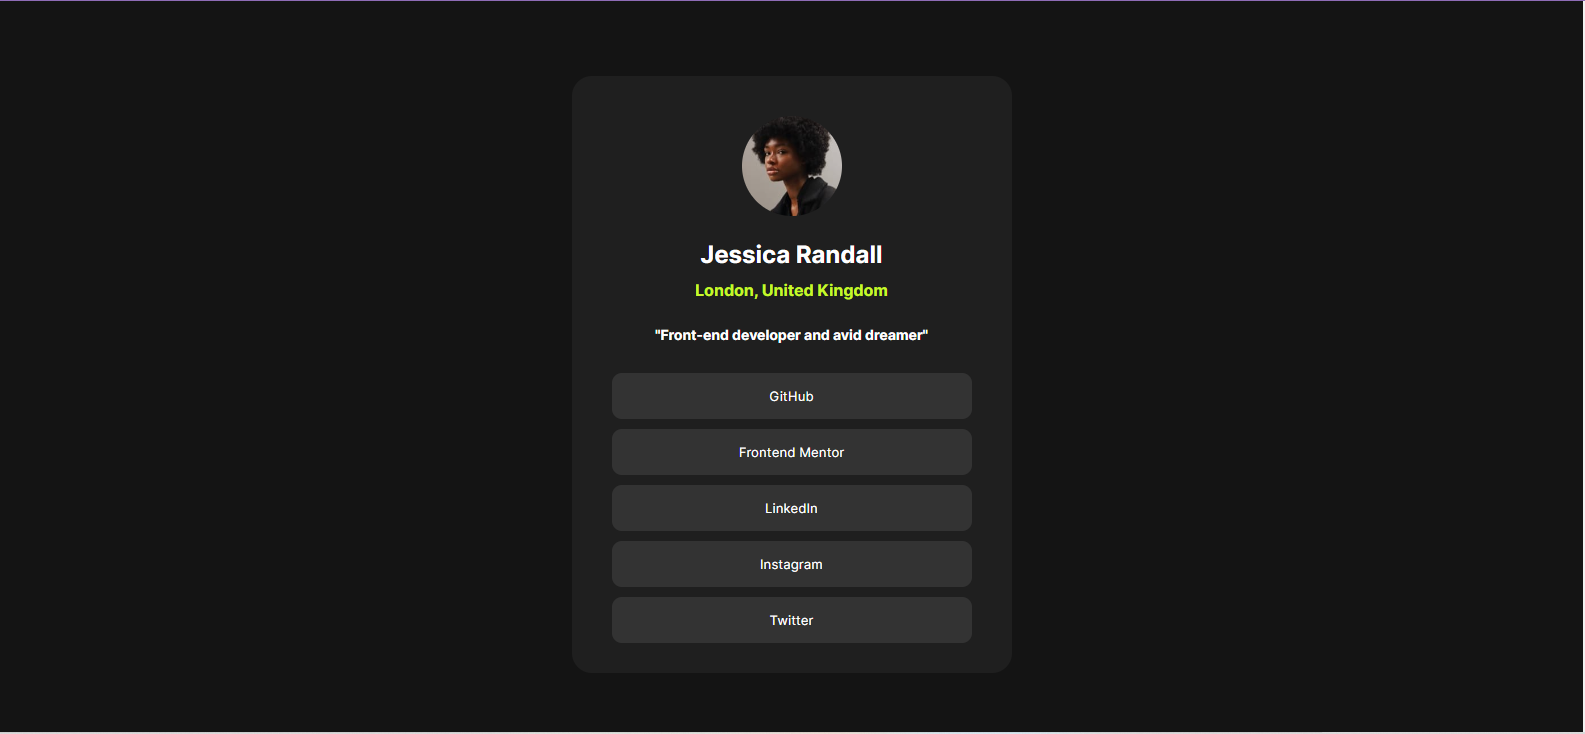 Jessica Randall
London, United Kingdom
"Front-end developer and avid dreamer"
GitHub
Frontend Mentor
LinkedIn
Instagram
Twitter